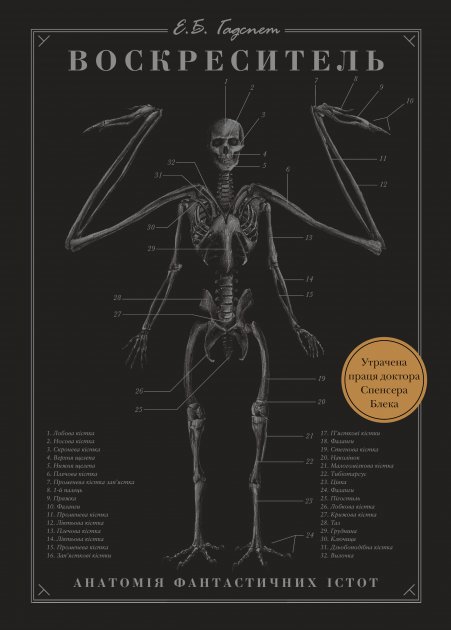 Е.Б. Гадспет
ВОСКРЕСИТЕЛЬ
1
2
3
4
5
6
7
8
9
10
11
12
13
14
15
19
20
21
22
23
24
25
26
27
28
29
30
31
32
Утрачена
праця доктора
Спенсера
Блека
1. Лобова кістка
2. Носова кістка
3. Скронева кістка
4. Верхня щелепа
5. Нижня щелепа
6. Плечова кістка
7. Променева кістка зап'ястка
8. 1-й палець
9. Пряжка
10. Фаланги
11. Променева кістка
12. Ліктьова кістка
13. Плечова кістка
14. Ліктьова кістка
15. Променева кістка
16. Зап'ясткові кістки
17. П'ясткові кістки
18. Фаланги
19. Стегнова кістка
20. Наколінок
21. Малогомілкова кістка
22. Тибіотарсус
23. Цівка
24. Фаланги
25. Пігостиль
26. Лобкова кістка
27. Крижова кістка
28. Таз
29. Грудина
30. Ключиця
31. Дзьобоподібна кістка
32. Вилочка
АНАТОМІЯ ФАНТАСТИЧНИХ ІСТОТ